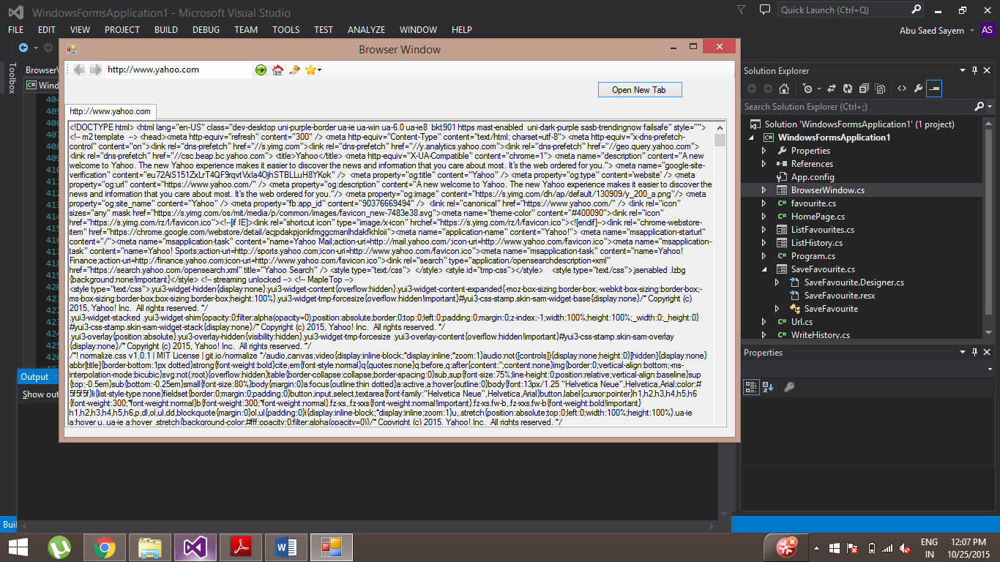 WindowsFormsApplication1 - Microsoft Visual Studio
Quick Launch (Ctrl+Q)
FILE EDIT VIEW PROJECT BUILD DEBUG TEAM TOOLS TEST ANALYZE WINDOW HELP
Abu Saed Sayem AS
Toolbox
BrowserW
C# Wind
404
405
406
407
408
409
410
411
412
413
414
415
416
417
418
419
420
421
422
423
424
425
426
Browser Window
http://www.yahoo.com
Open New Tab
http://www.yahoo.com
<!DOCTYPE html> <html lang="en-US" class="dev-desktop uni-purple-border ua-ie ua-win ua-6.0 ua-ie8 bkt901 https mast-enabled uni-dark-purple sasb-trendingnow failsafe" style="">
<!-- m2 template --> <head><meta http-equiv="refresh" content="300" /> <meta http-equiv="Content-Type" content="text/html; charset=utf-8"> <meta http-equiv="x-dns-prefetch-
control" content="on"><link rel="dns-prefetch" href="//s.yimg.com"><link rel="dns-prefetch" href="//y.analytics.yahoo.com"><link rel="dns-prefetch" href="//geo.query.yahoo.com">
<link rel="dns-prefetch" href="//csc.beap.bc.yahoo.com"> <title>Yahoo</title> <meta http-equiv="X-UA-Compatible" content="chrome=1"> <meta name="description" content="A new
welcome to Yahoo. The new Yahoo experience makes it easier to discover the news and information that you care about most. It's the web ordered for you."> <meta name="google-site-
verification" content="eu72AiS151ZxLrT4QF9rqvtVxIa4OjhSTBLLuH8YKok" /> <meta property="og:title" content="Yahoo" /> <meta property="og:type" content='website' /> <meta
property="og:url" content="https://www.yahoo.com/" /> <meta property="og:description" content="A new welcome to Yahoo. The new Yahoo experience makes it easier to discover the
news and information that you care about most. It's the web ordered for you."/> <meta property="og:image" content="https://s.yimg.com/dh/ap/default/130909/y_200_a.png"/> <meta
property="og:site_name" content="Yahoo" /> <meta property="fb:app_id" content="90376669494" /> <link rel="canonical" href="https://www.yahoo.com/" /> <link rel="icon"
sizes="any" mask href="https://s.yimg.com/os/mit/media/p/common/images/favicon_new-7483e38.svg"><meta name="theme-color" content="#400090"><link rel="icon"
href="https://s.yimg.com/rz/l/favicon.ico"><!--[if IE]><link rel="shortcut icon" type="image/x-icon" hrchef="https://s.yimg.com/rz/l/favicon.ico"><![endif]--><link rel="chrome-webstore-
item" href="https://chrome.google.com/webstore/detail/acjpdakpjonkfmggcmanlhdakfkhloii"><meta name="application-name" content="Yahoo!"> <meta name="msapplication-starturl"
content="/"><meta name="msapplication-task" content="name=Yahoo Mail;action-uri=http://mail.yahoo.com/;icon-uri=http://www.yahoo.com/favicon.ico"><meta name="msapplication-
task" content="name=Yahoo! Sports;action-uri=http://sports.yahoo.com;icon-uri=http://www.yahoo.com/favicon.ico"><meta name="msapplication-task" content="name=Yahoo!
Finance;action-uri=http://finance.yahoo.com;icon-uri=http://www.yahoo.com/favicon.ico"><link rel="search" type="application/opensearchdescription+xml"
href="https://search.yahoo.com/opensearch.xml" title="Yahoo Search" /> <style type="text/css"> </style> <style id="tmp-css"></style> <style type="text/css">.jsenabled .lzbg
{background:none!important}</style> <!-- streaming unlocked --> <!-- MapleTop -->
<style type="text/css">.yui3-widget-hidden{display:none}.yui3-widget-content{overflow:hidden}.yui3-widget-content-expanded{-moz-box-sizing:border-box;-webkit-box-sizing:border-box;-
ms-box-sizing:border-box;box-sizing:border-box;height:100%}.yui3-widget-tmp-forcesize{overflow:hidden!important}#yui3-css-stamp.skin-sam-widget-base{display:none}/* Copyright (c)
2015, Yahoo! Inc. All rights reserved. */
.yui3-widget-stacked .yui3-widget-shim{opacity:0;filter:alpha(opacity=0);position:absolute;border:0;top:0;left:0;padding:0;margin:0;z-index:-1;width:100%;height:100%;_width:0;_height:0}
#yui3-css-stamp.skin-sam-widget-stack{display:none}/* Copyright (c) 2015, Yahoo! Inc. All rights reserved. */
.yui3-overlay{position:absolute}.yui3-overlay-hidden{visibility:hidden}.yui3-widget-tmp-forcesize .yui3-overlay-content{overflow:hidden!important}#yui3-css-stamp.skin-sam-overlay
{display:none}/* Copyright (c) 2015, Yahoo! Inc. All rights reserved. */
/*! normalize.css v1.0.1 | MIT License | git.io/normalize */audio,canvas,video{display:inline-block;*display:inline;*zoom:1}audio:not([controls]){display:none;height:0}[hidden]{display:none}
abbr[title]{border-bottom:1px dotted}strong{font-weight:bold}cite,em{font-style:normal}q{quotes:none}q:before,q:after{content:'';content:none}img{border:0;vertical-align:bottom;-ms-
interpolation-mode:bicubic}svg:not(:root){overflow:hidden}table{border-collapse:collapse;border-spacing:0}sub,sup{font-size:75%;line-height:0;position:relative;vertical-align:baseline}sup
{top:-0.5em}sub{bottom:-0.25em}small{font-size:80%}body{margin:0}a:focus{outline:thin dotted}a:active,a:hover{outline:0}body{font:13px/1.25 "Helvetica Neue",Helvetica,Arial;color:#
5f5f5f}li{list-style-type:none}fieldset{border:0;margin:0;padding:0}button,input,select,textarea{font-family:"Helvetica Neue",Helvetica,Arial}button,label{cursor:pointer}h1,h2,h3,h4,h5,h6
{font-weight:300;*font-weight:normal}b{font-weight:300;*font-weight:normal}.fz-xs,.fz-xxs{font-weight:normal!important}.fz-xs.fw-b,.fz-xxs.fw-b{font-weight:bold!important}
h1,h2,h3,h4,h5,h6,p,dl,ol,ul,dd,blockquote{margin:0}ol,ul{padding:0}i{display:inline-block;*display:inline;zoom:1}u,.stretch{position:absolute;top:0;left:0;width:100%;height:100%}.ua-ie
a:hover u,.ua-ie a:hover .stretch{background-color:#fff;opacity:0;filter:alpha(opacity=0)}/* Copyright (c) 2015, Yahoo! Inc. All rights reserved. */
Output
Show out
Buil
Solution Explorer
Search Solution Explorer (Ctrl+;)
Solution 'WindowsFormsApplication1' (1 project)
C# WindowsFormsApplication1
Properties
References
App.config
BrowserWindow.cs
C# favourite.cs
C# HomePage.cs
ListFavourites.cs
ListHistory.cs
C# Program.cs
SaveFavourite.cs
SaveFavourite.Designer.cs
SaveFavourite.resx
SaveFavourite
C# Url.cs
C# WriteHistory.cs
Properties
ENG
IN
12:07 PM
10/25/2015